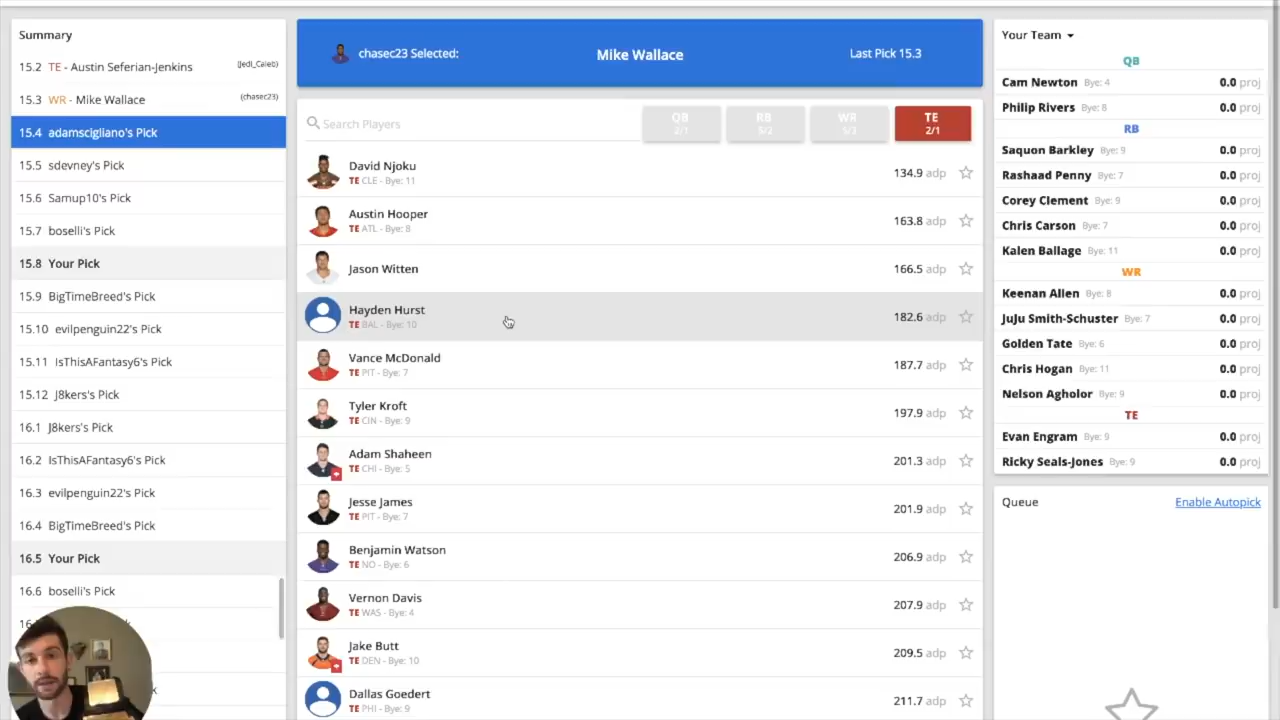 Summary
15.2 TE - Austin Seferian-Jenkins (Jedi_Caleb)
15.3 WR - Mike Wallace (chasec23)
15.4 adamscigliano's Pick
15.5 sdevney's Pick
15.6 Samup10's Pick
15.7 boselli's Pick
15.8 Your Pick
15.9 BigTimeBreed's Pick
15.10 evilpenguin22's Pick
15.11 IsThisAFantasy6's Pick
15.12 J8kers's Pick
16.1 J8kers's Pick
16.2 IsThisAFantasy6's Pick
16.3 evilpenguin22's Pick
16.4 BigTimeBreed's Pick
16.5 Your Pick
16.6 boselli's Pick
chasec23 Selected: Mike Wallace Last Pick 15.3
Search Players
QB
2/1
RB
5/2
WR
5/3
TE
2/1
David Njoku
TE CLE - Bye: 11
134.9 adp
Austin Hooper
TE ATL - Bye: 8
163.8 adp
Jason Witten
166.5 adp
Hayden Hurst
TE BAL - Bye: 10
182.6 adp
Vance McDonald
TE PIT - Bye: 7
187.7 adp
Tyler Kroft
TE CIN - Bye: 9
197.9 adp
Adam Shaheen
TE CHI - Bye: 5
201.3 adp
Jesse James
TE PIT - Bye: 7
201.9 adp
Benjamin Watson
TE NO - Bye: 6
206.9 adp
Vernon Davis
TE WAS - Bye: 4
207.9 adp
Jake Butt
TE DEN - Bye: 10
209.5 adp
Dallas Goedert
TE PHI - Bye: 9
211.7 adp
Your Team
QB
Cam Newton Bye: 4 0.0 proj
Philip Rivers Bye: 8 0.0 proj
RB
Saquon Barkley Bye: 9 0.0 proj
Rashaad Penny Bye: 7 0.0 proj
Corey Clement Bye: 9 0.0 proj
Chris Carson Bye: 7 0.0 proj
Kalen Ballage Bye: 11 0.0 proj
WR
Keenan Allen Bye: 8 0.0 proj
JuJu Smith-Schuster Bye: 7 0.0 proj
Golden Tate Bye: 6 0.0 proj
Chris Hogan Bye: 11 0.0 proj
Nelson Agholor Bye: 9 0.0 proj
TE
Evan Engram Bye: 9 0.0 proj
Ricky Seals-Jones Bye: 9 0.0 proj
Queue Enable Autopick